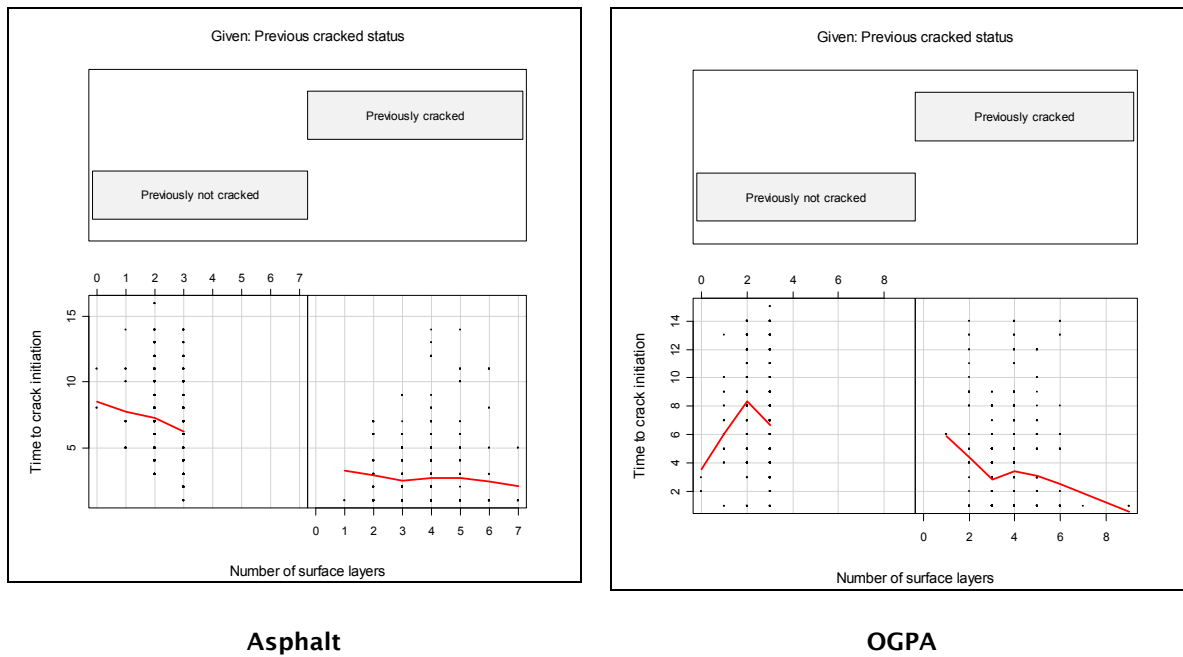 Given: Previous cracked status
Previously cracked
Previously not cracked
0 1 2 3 4 5 6 7
Time to crack initiation
15
10
5
0 1 2 3 4 5 6 7
Number of surface layers
Asphalt
Given: Previous cracked status
Previously cracked
Previously not cracked
0 2 4 6 8
Time to crack initiation
14
12
10
8
6
4
2
0 2 4 6 8
Number of surface layers
OGPA